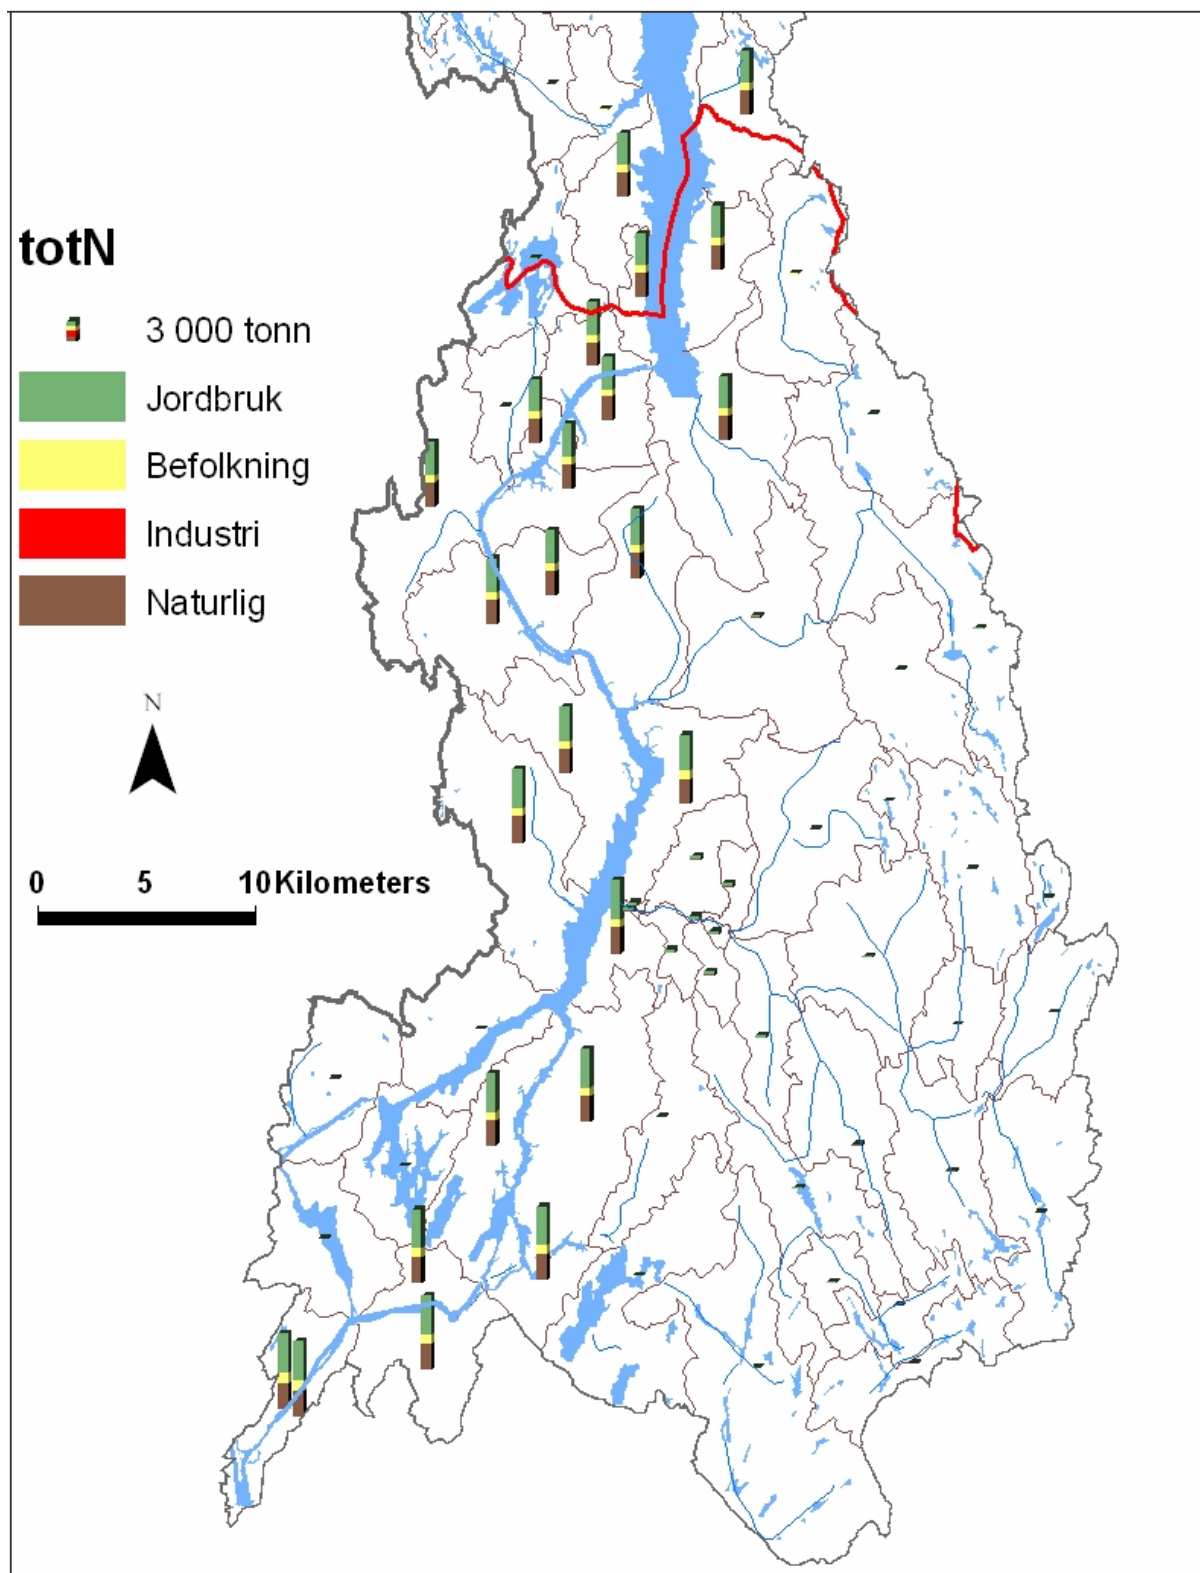 totN
3 000 tonn
Jordbruk
Befolkning
Industri
Naturlig
N
0 5 10Kilometers